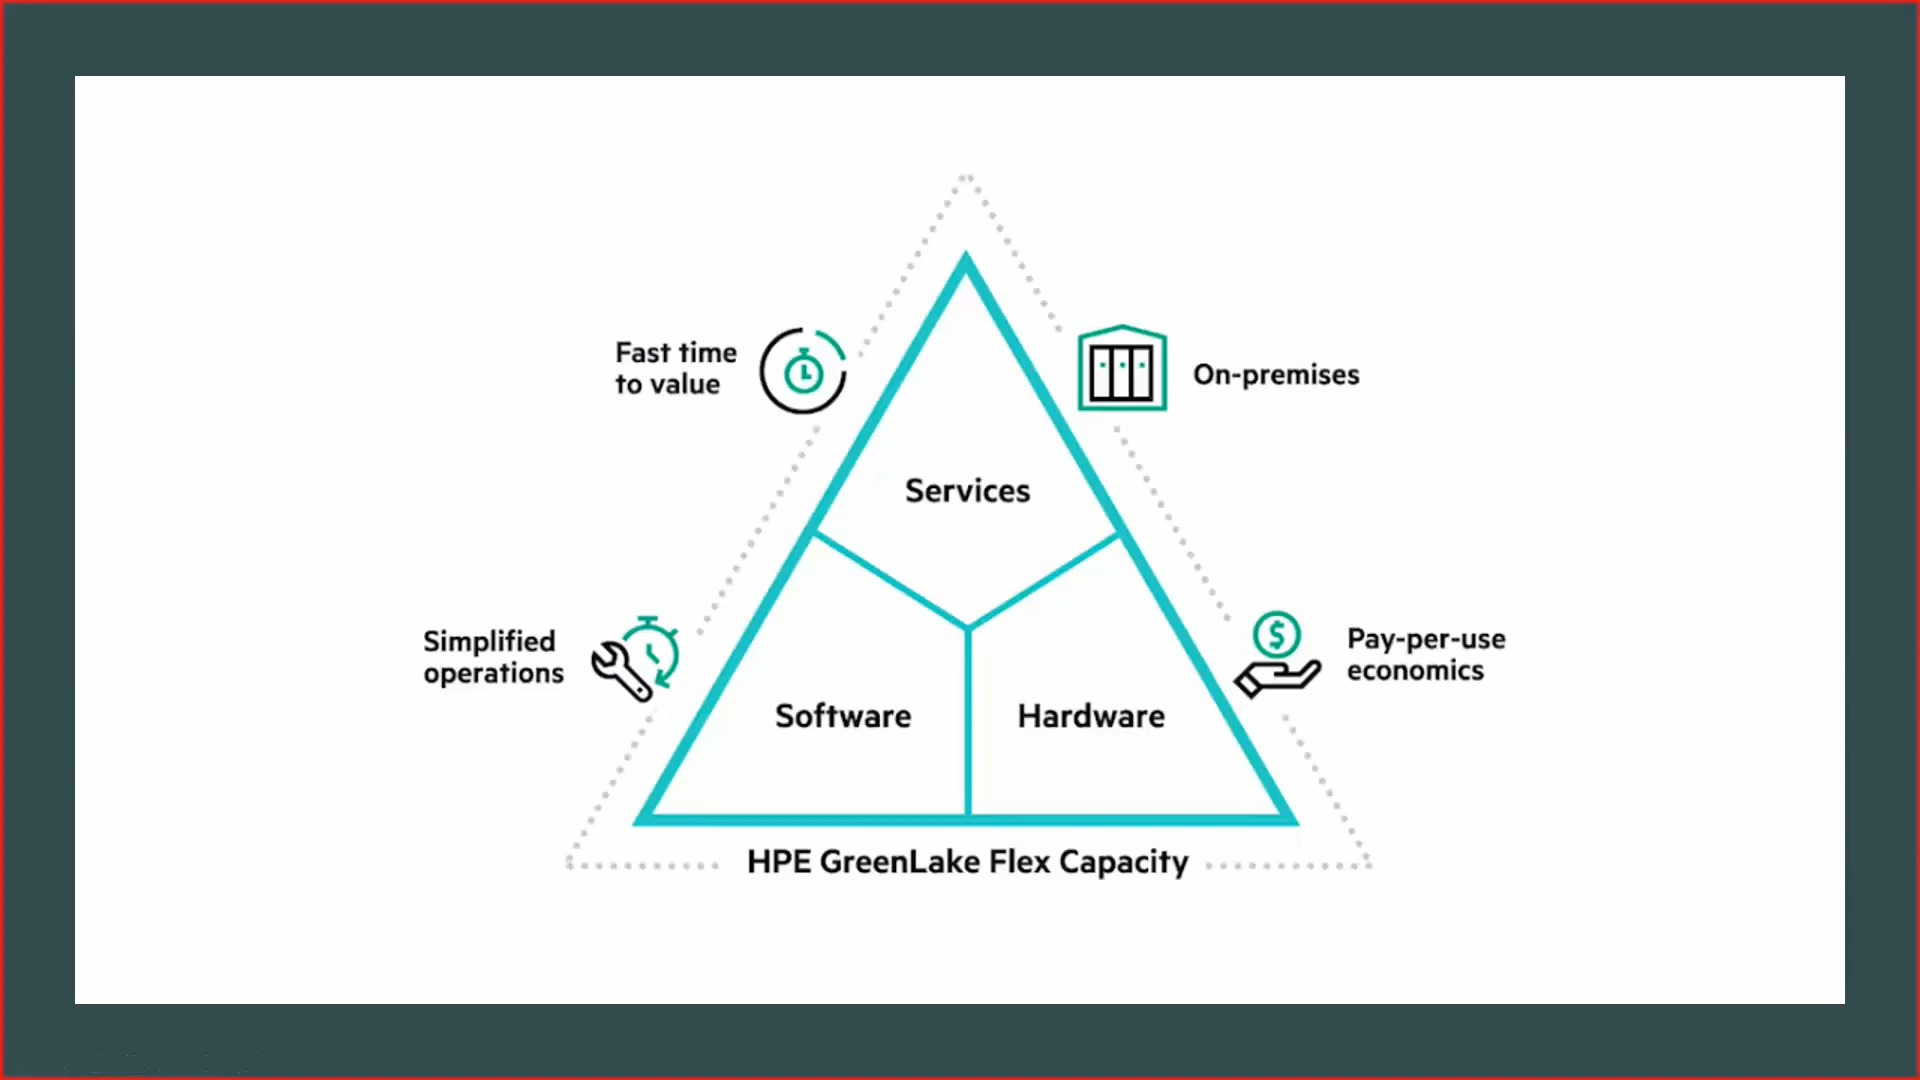 Fast time
to value
On-premises
Services
Simplified
operations
Pay-per-use
economics
Software
Hardware
HPE GreenLake Flex Capacity